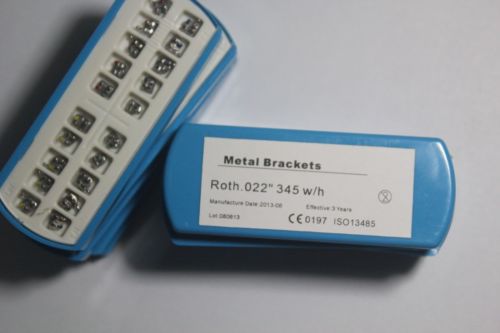 Metal Brackets
Roth.022" 345 w/h
Manufacture Date:2013-06 Effective:3 Years
Lot 080613 CE 0197 ISO13485